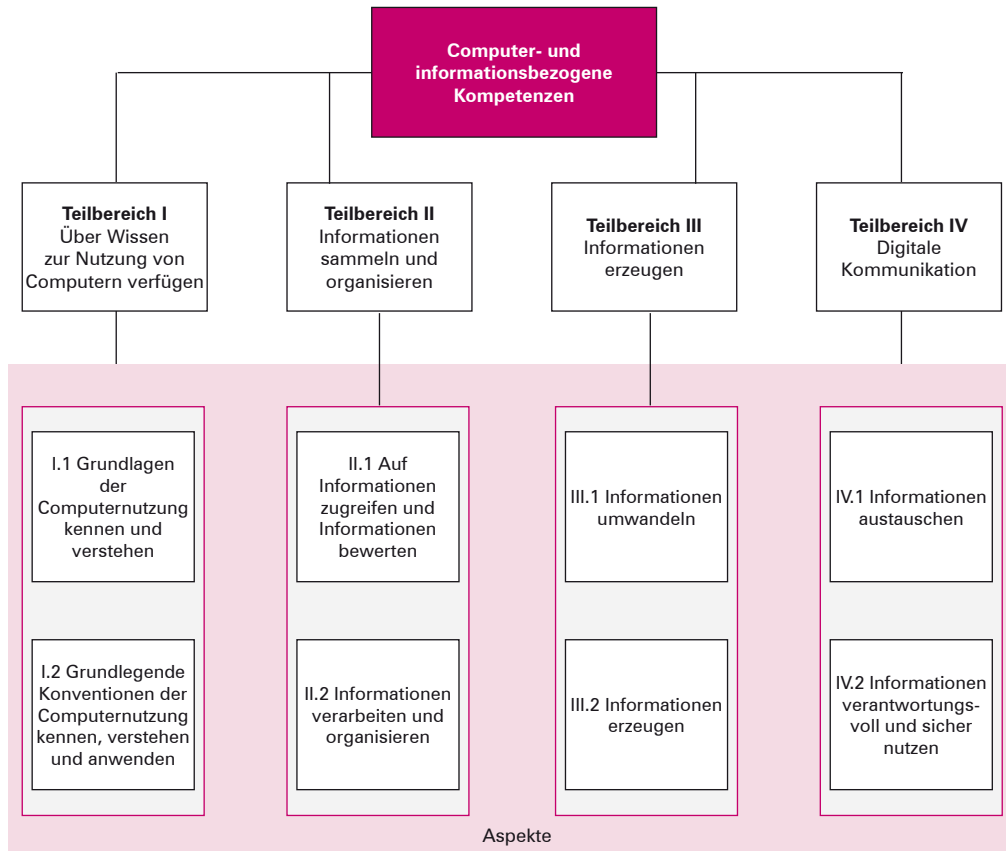 Computer- und
informationsbezogene
Kompetenzen
Teilbereich I
Über Wissen
zur Nutzung von
Computern verfügen
Teilbereich II
Informationen
sammeln und
organisieren
Teilbereich III
Informationen
erzeugen
Teilbereich IV
Digitale
Kommunikation
I.1 Grundlagen
der
Computernutzung
kennen und
verstehen
II.1 Auf
Informationen
zugreifen und
Informationen
bewerten
III.1 Informationen
umwandeln
IV.1 Informationen
austauschen
I.2 Grundlegende
Konventionen der
Computernutzung
kennen, verstehen
und anwenden
II.2 Informationen
verarbeiten und
organisieren
III.2 Informationen
erzeugen
IV.2 Informationen
verantwortungs-
voll und sicher
nutzen
Aspekte